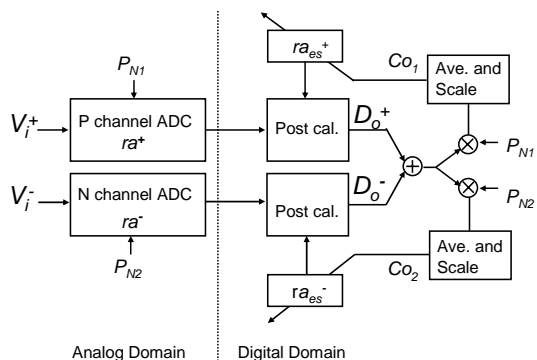 ra_es^+
Co_1
Ave. and
Scale
P_N1
V_i^+
P channel ADC
ra^+
Post cal.
D_o^+
P_N1
V_i^-
N channel ADC
ra^-
Post cal.
D_o^-
P_N2
P_N2
ra_es^-
Co_2
Ave. and
Scale
Analog Domain
Digital Domain